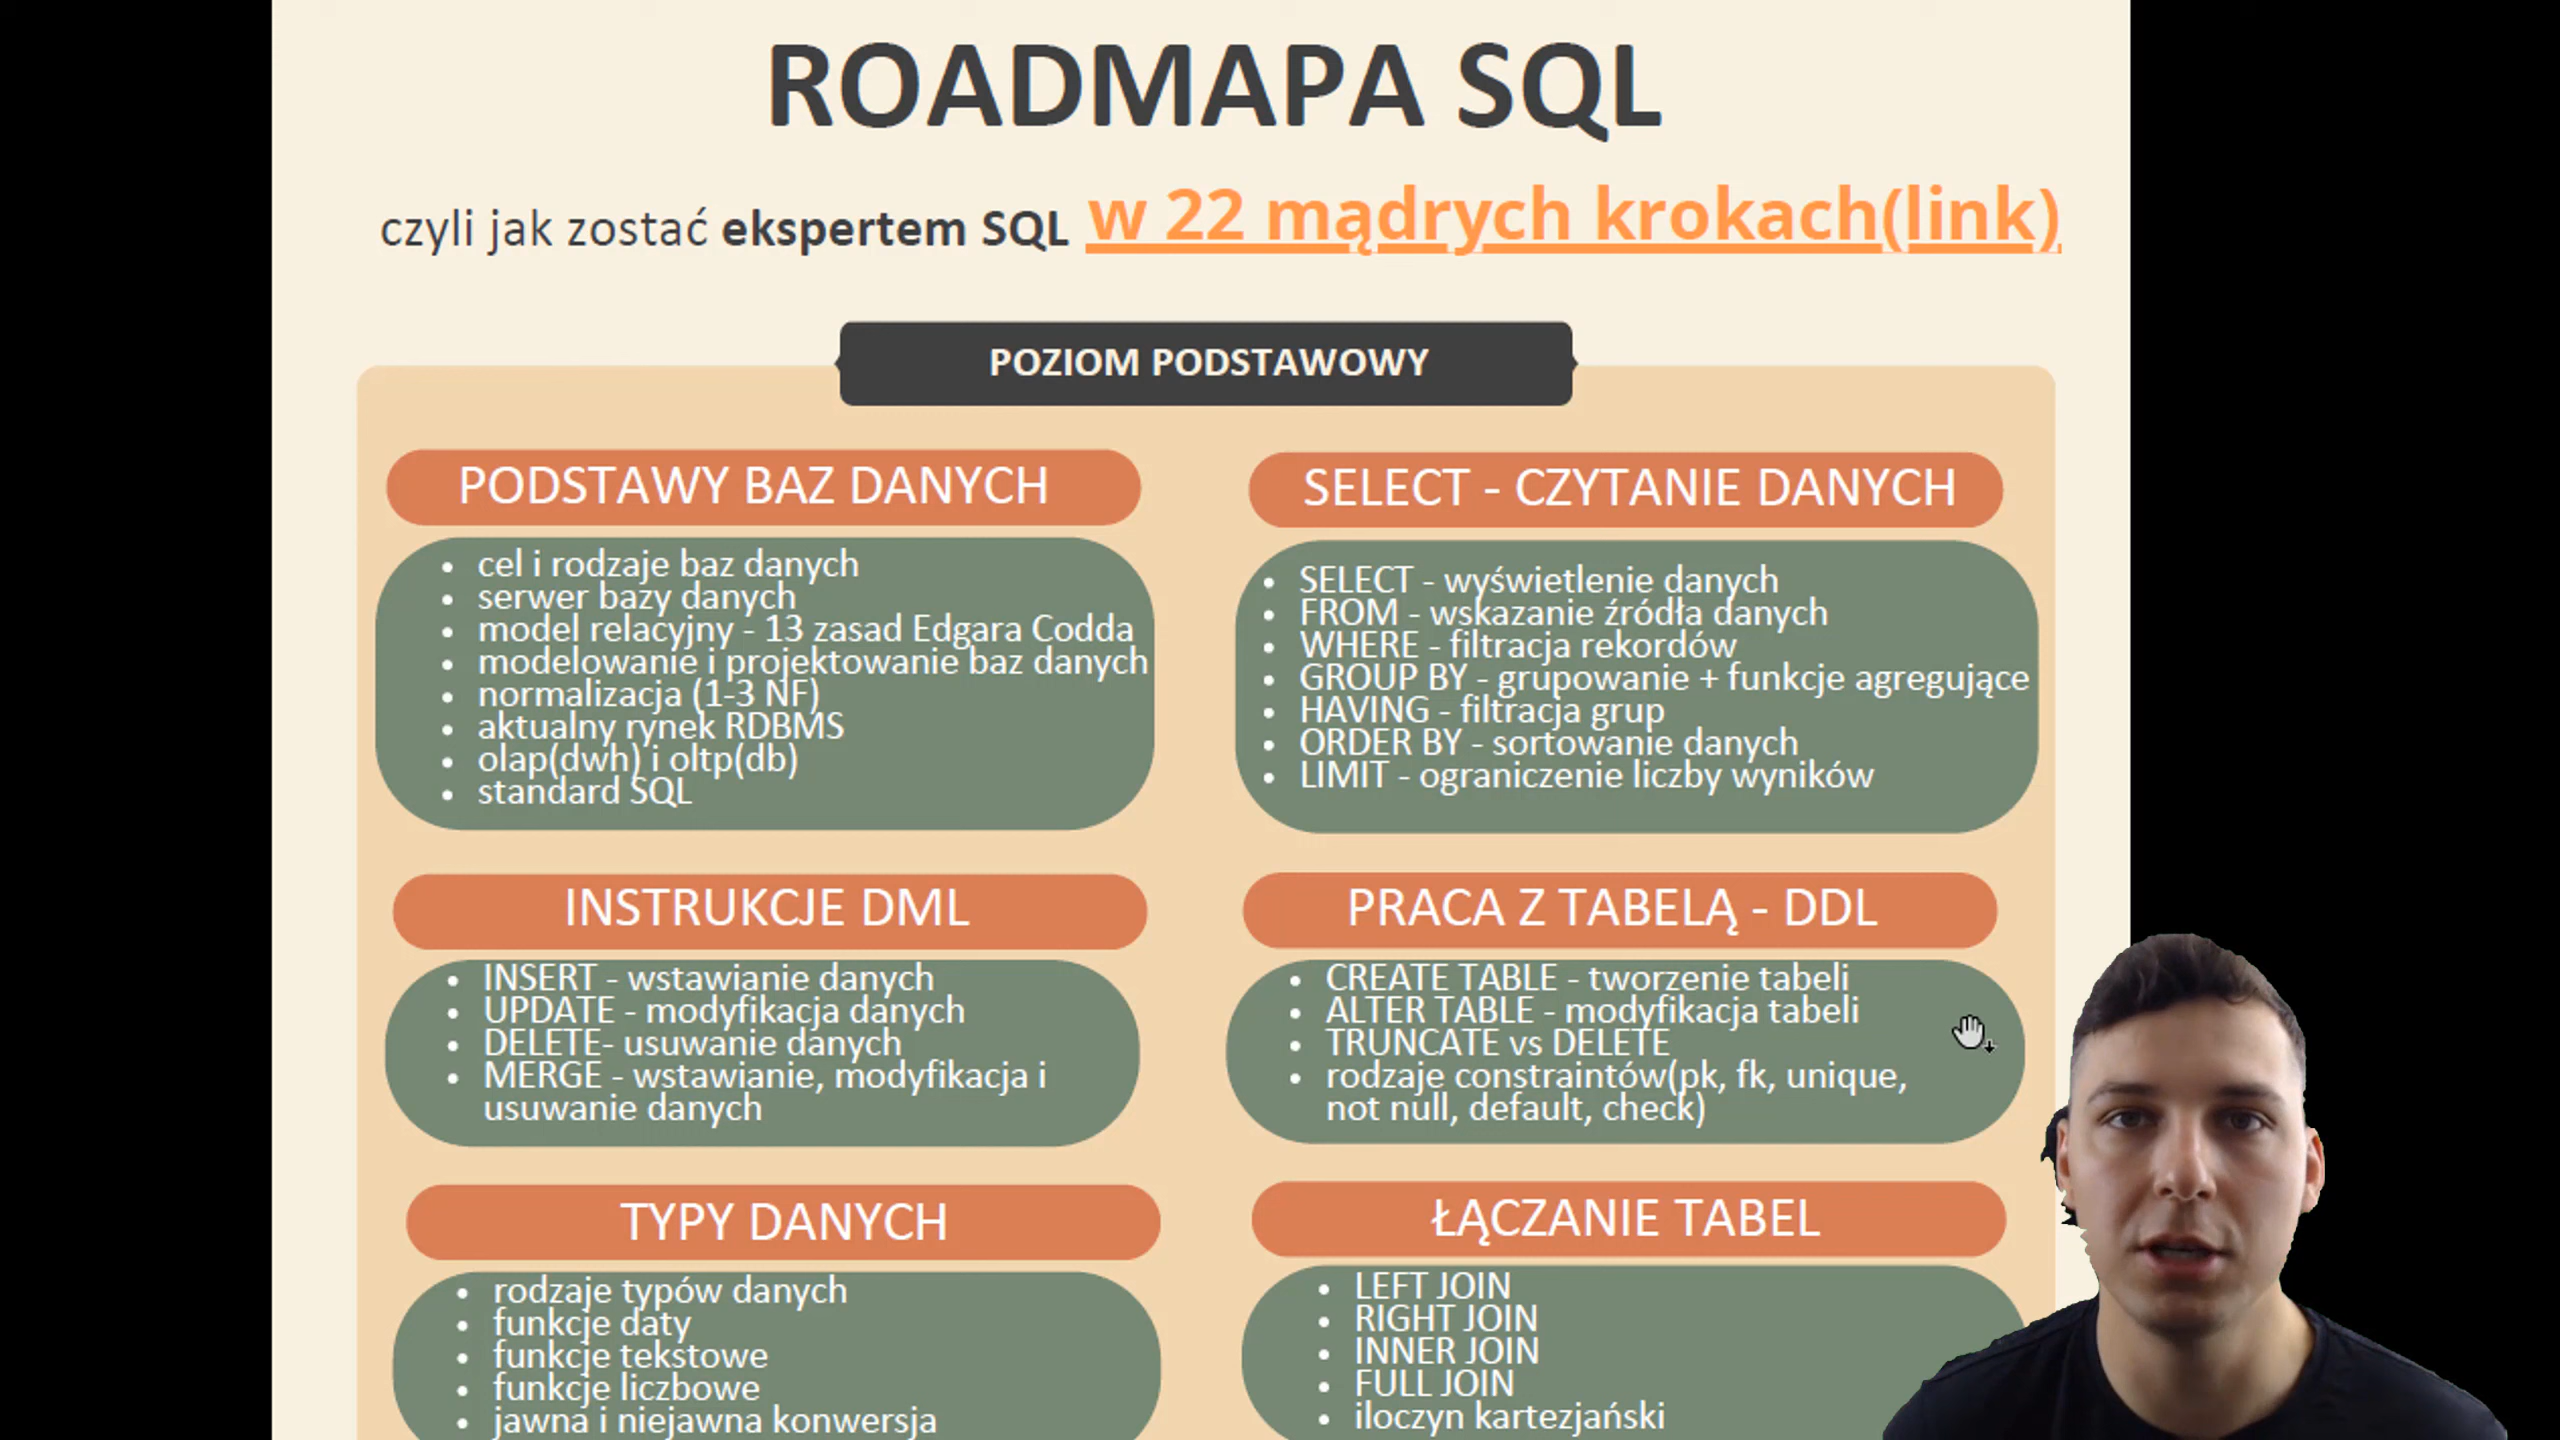 ROADMAPA SQL
czyli jak zostać ekspertem SQL w 22 mądrych krokach(link)
POZIOM PODSTAWOWY
PODSTAWY BAZ DANYCH
• cel i rodzaje baz danych
• serwer bazy danych
• model relacyjny - 13 zasad Edgara Codda
• modelowanie i projektowanie baz danych
• normalizacja (1-3 NF)
• aktualny rynek RDBMS
• olap(dwh) i oltp(db)
• standard SQL
SELECT - CZYTANIE DANYCH
• SELECT - wyświetlenie danych
• FROM - wskazanie źródła danych
• WHERE - filtracja rekordów
• GROUP BY - grupowanie + funkcje agregujące
• HAVING - filtracja grup
• ORDER BY - sortowanie danych
• LIMIT - ograniczenie liczby wyników
INSTRUKCJE DML
• INSERT - wstawianie danych
• UPDATE - modyfikacja danych
• DELETE- usuwanie danych
• MERGE - wstawianie, modyfikacja i
usuwanie danych
PRACA Z TABELĄ - DDL
• CREATE TABLE - tworzenie tabeli
• ALTER TABLE - modyfikacja tabeli
• TRUNCATE vs DELETE
• rodzaje constraintów(pk, fk, unique,
not null, default, check)
TYPY DANYCH
• rodzaje typów danych
• funkcje daty
• funkcje tekstowe
• funkcje liczbowe
• jawna i niejawna konwersja
ŁĄCZANIE TABEL
• LEFT JOIN
• RIGHT JOIN
• INNER JOIN
• FULL JOIN
• iloczyn kartezjański